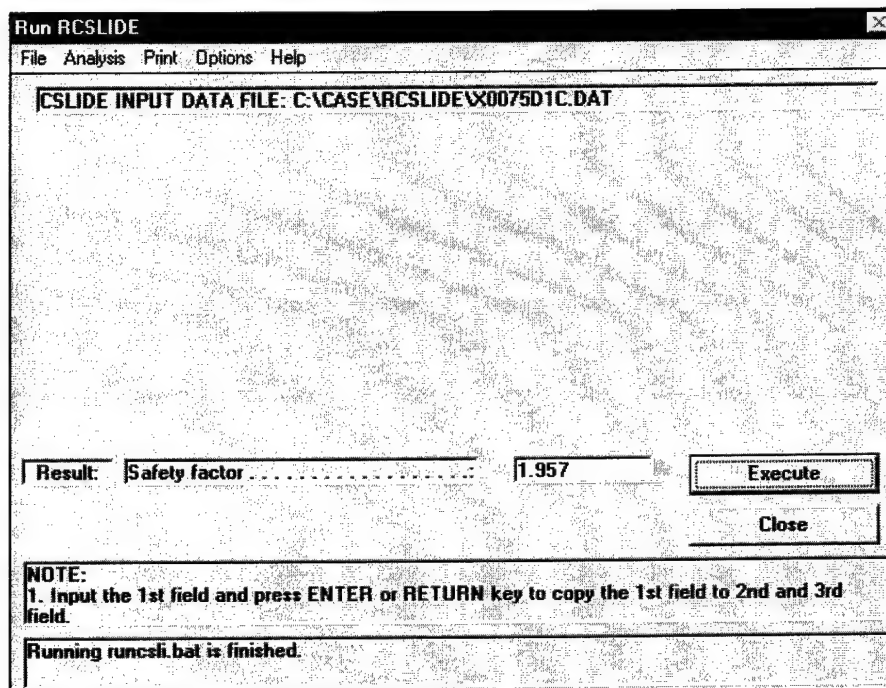 Run RCSLIDE
File Analysis Print Options Help
CSLIDE INPUT DATA FILE: C:\CASE\RCSLIDE\X0075D1C.DAT
Result: Safety factor . . . . . . . . . . . . . . . . . . : 1.957 Execute
Close
NOTE:
1. Input the 1st field and press ENTER or RETURN key to copy the 1st field to 2nd and 3rd
field.
Running runcsli.bat is finished.